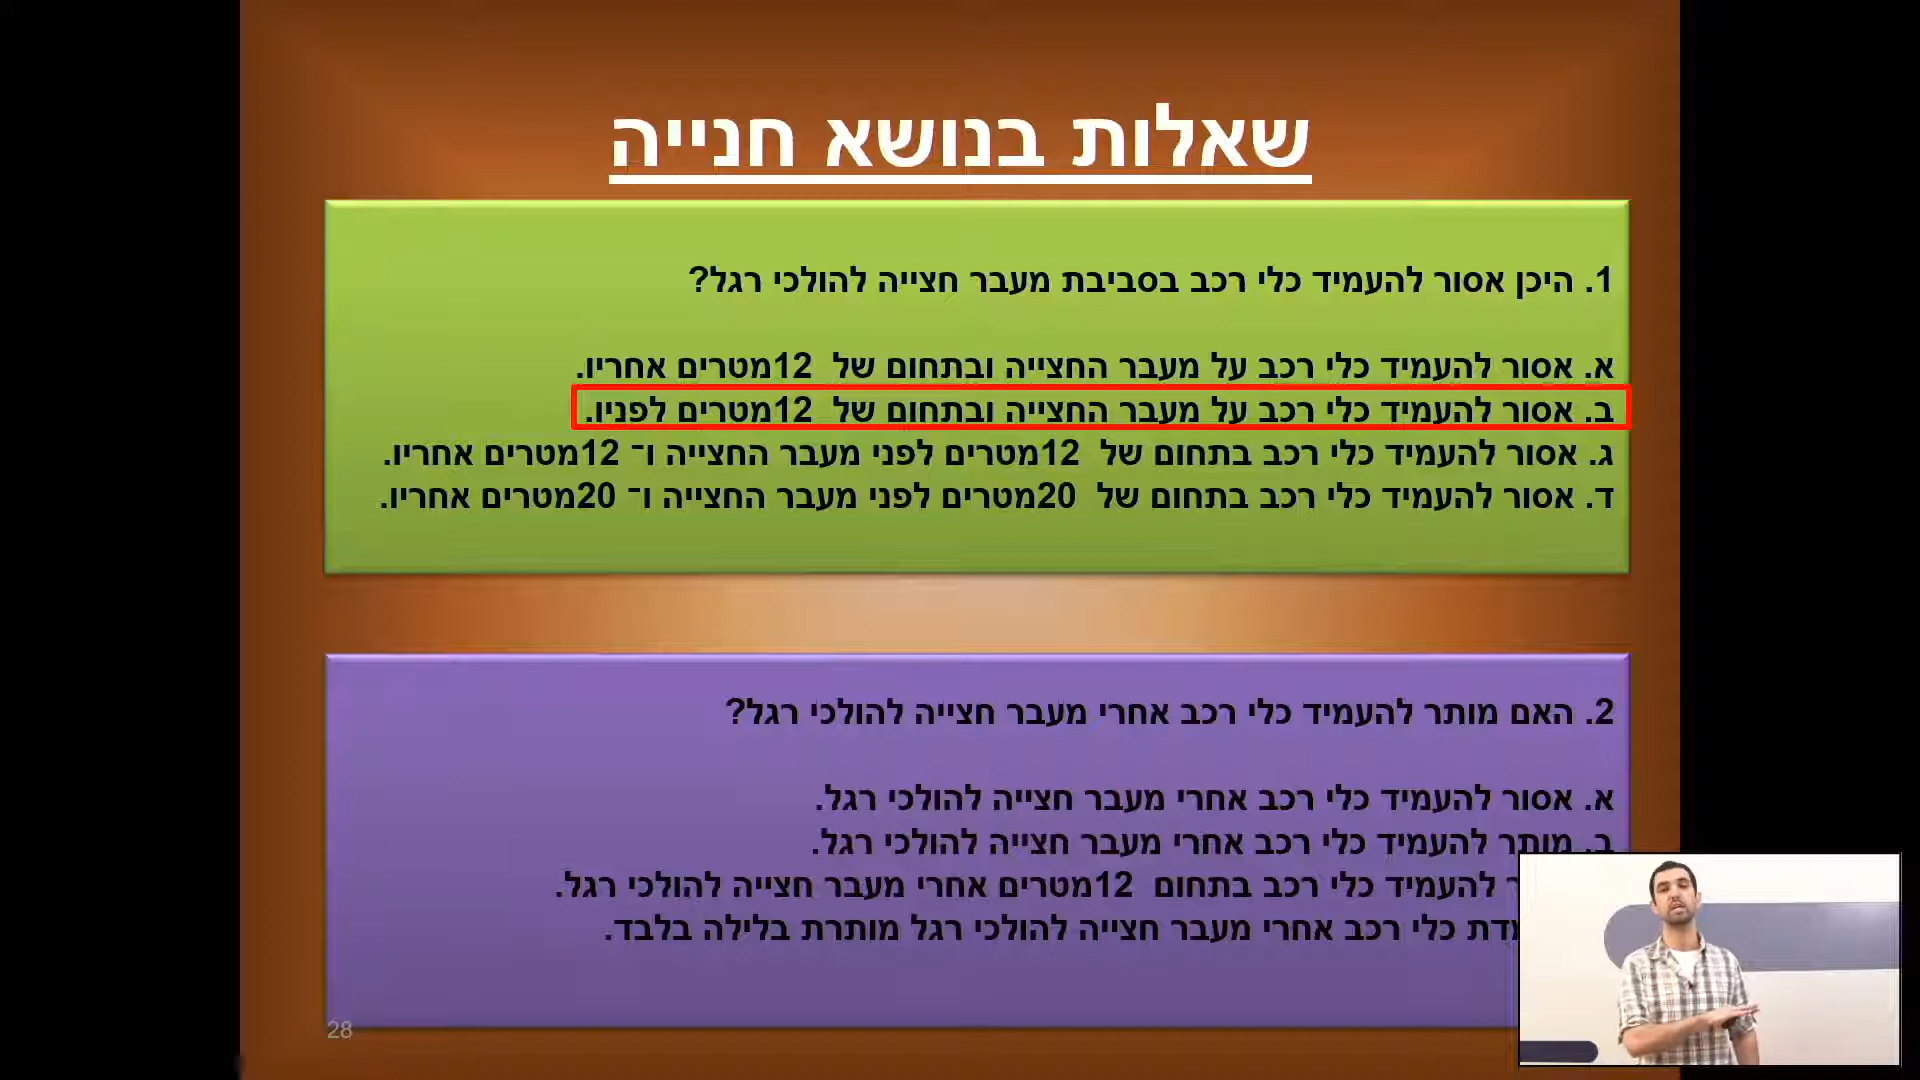 שאלות בנושא חנייה
1. היכן אסור להעמיד כלי רכב בסביבת מעבר חצייה להולכי רגל?
א. אסור להעמיד כלי רכב על מעבר החצייה ובתחום של 12מטרים אחריו.
ב. אסור להעמיד כלי רכב על מעבר החצייה ובתחום של 12מטרים לפניו.
ג. אסור להעמיד כלי רכב בתחום של 12מטרים לפני מעבר החצייה ו־ 12מטרים אחריו.
ד. אסור להעמיד כלי רכב בתחום של 20מטרים לפני מעבר החצייה ו־ 20מטרים אחריו.
2. האם מותר להעמיד כלי רכב אחרי מעבר חצייה להולכי רגל?
א. אסור להעמיד כלי רכב אחרי מעבר חצייה להולכי רגל.
ב. מותר להעמיד כלי רכב אחרי מעבר חצייה להולכי רגל.
להעמיד כלי רכב בתחום 12מטרים אחרי מעבר חצייה להולכי רגל.
כלי רכב אחרי מעבר חצייה להולכי רגל מותרת בלילה בלבד.
28